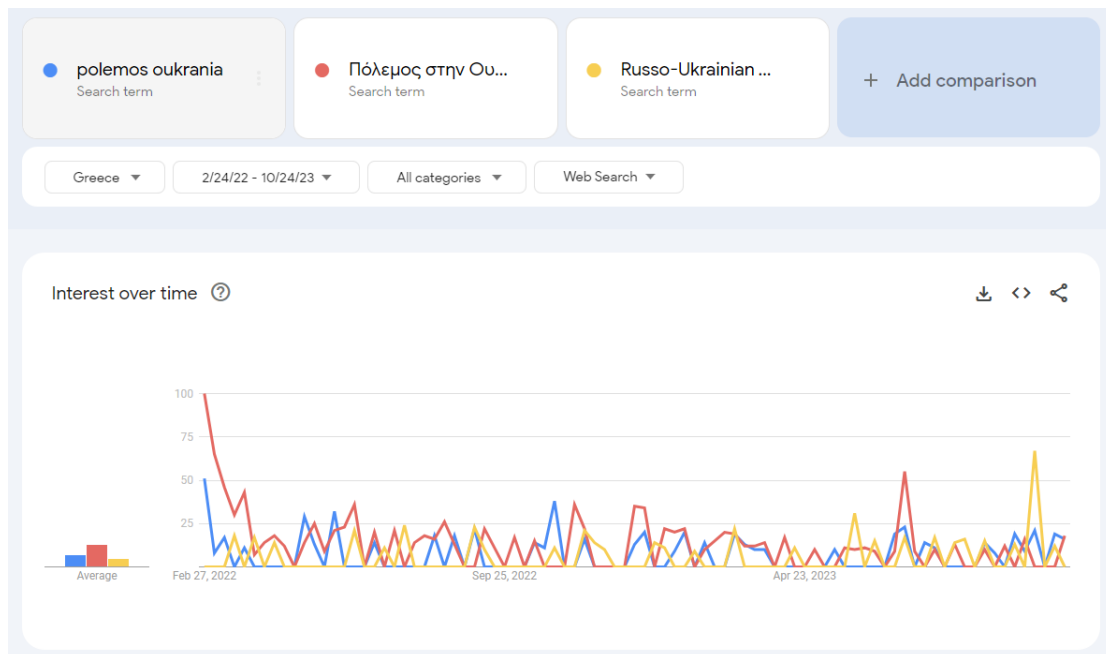 polemos oukrania
Search term
Πόλεμος στην Ου...
Search term
Russo-Ukrainian ...
Search term
+ Add comparison
Greece
2/24/22 - 10/24/23
All categories
Web Search
Interest over time
100
75
50
25
Average
Feb 27, 2022
Sep 25, 2022
Apr 23, 2023